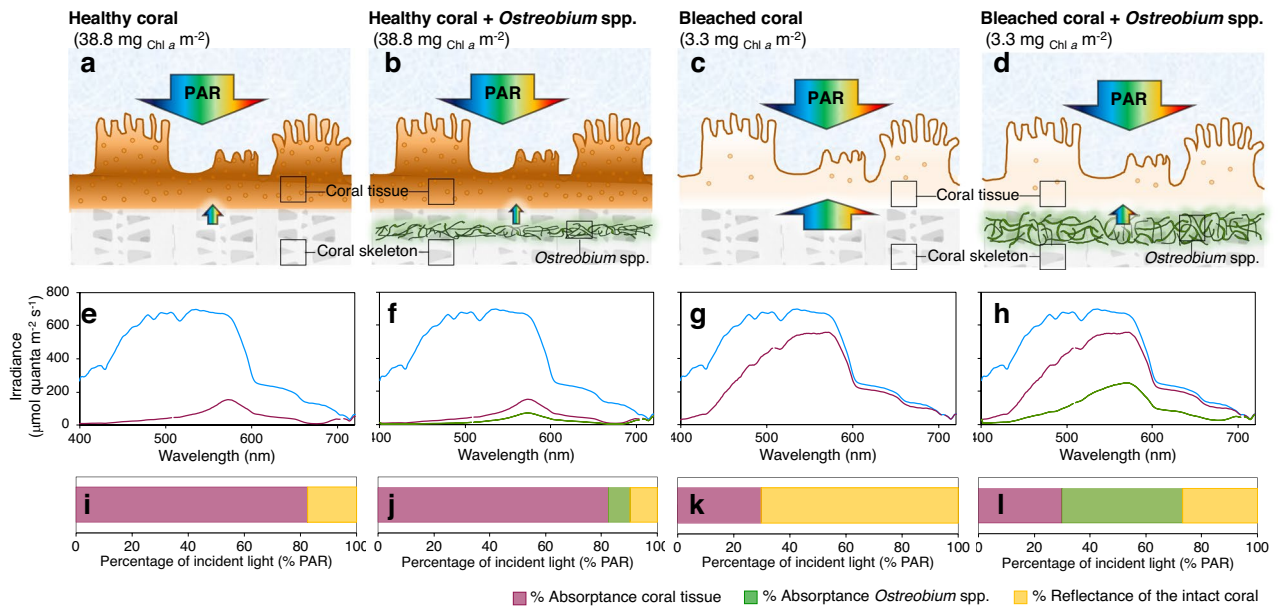 Healthy coral
(38.8 mg Chl a m-2)
Healthy coral + Ostreobium spp.
(38.8 mg Chl a m-2)
Bleached coral
(3.3 mg Chl a m-2)
Bleached coral + Ostreobium spp.
(3.3 mg Chl a m-2)
a
PAR
b
PAR
c
PAR
d
PAR
Coral tissue
Coral tissue
Coral skeleton
Ostreobium spp.
Coral skeleton
Ostreobium spp.
Irradiance
(μmol quanta m-2 s-1)
800
600
400
200
0
e
400 500 600 700
Wavelength (nm)
f
400 500 600 700
Wavelength (nm)
g
400 500 600 700
Wavelength (nm)
h
400 500 600 700
Wavelength (nm)
i
0 20 40 60 80 100
Percentage of incident light (% PAR)
j
0 20 40 60 80 100
Percentage of incident light (% PAR)
k
0 20 40 60 80 100
Percentage of incident light (% PAR)
l
0 20 40 60 80 100
Percentage of incident light (% PAR)
% Absorptance coral tissue
% Absorptance Ostreobium spp.
% Reflectance of the intact coral